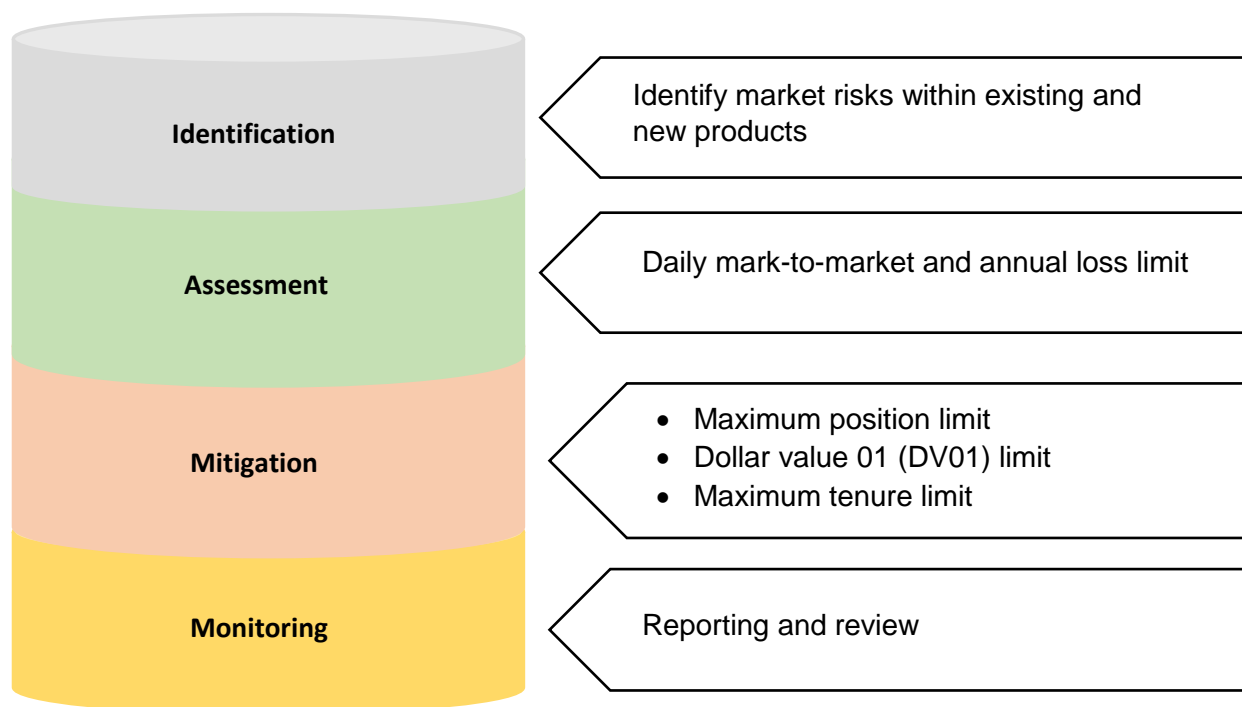 Identification
Identify market risks within existing and
new products
Assessment
Daily mark-to-market and annual loss limit
Mitigation
• Maximum position limit
• Dollar value 01 (DV01) limit
• Maximum tenure limit
Monitoring
Reporting and review